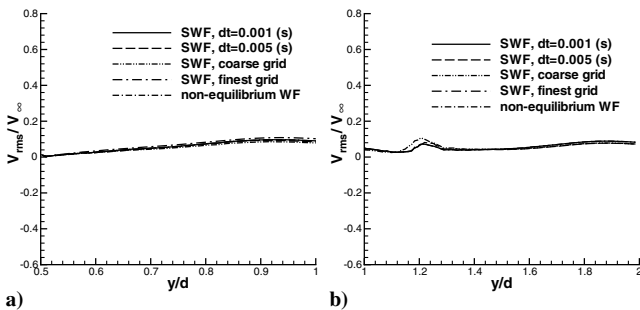 0.8
0.6
0.4
0.2
0
-0.2
-0.4
-0.6
Vrms/ V∞
SWF, dt=0.001 (s)
SWF, dt=0.005 (s)
SWF, coarse grid
SWF, finest grid
non-equilibrium WF
0.5 0.6 0.7 0.8 0.9 1
y/d
a)
0.8
0.6
0.4
0.2
0
-0.2
-0.4
-0.6
Vrms/ V∞
SWF, dt=0.001 (s)
SWF, dt=0.005 (s)
SWF, coarse grid
SWF, finest grid
non-equilibrium WF
1 1.2 1.4 1.6 1.8 2
y/d
b)